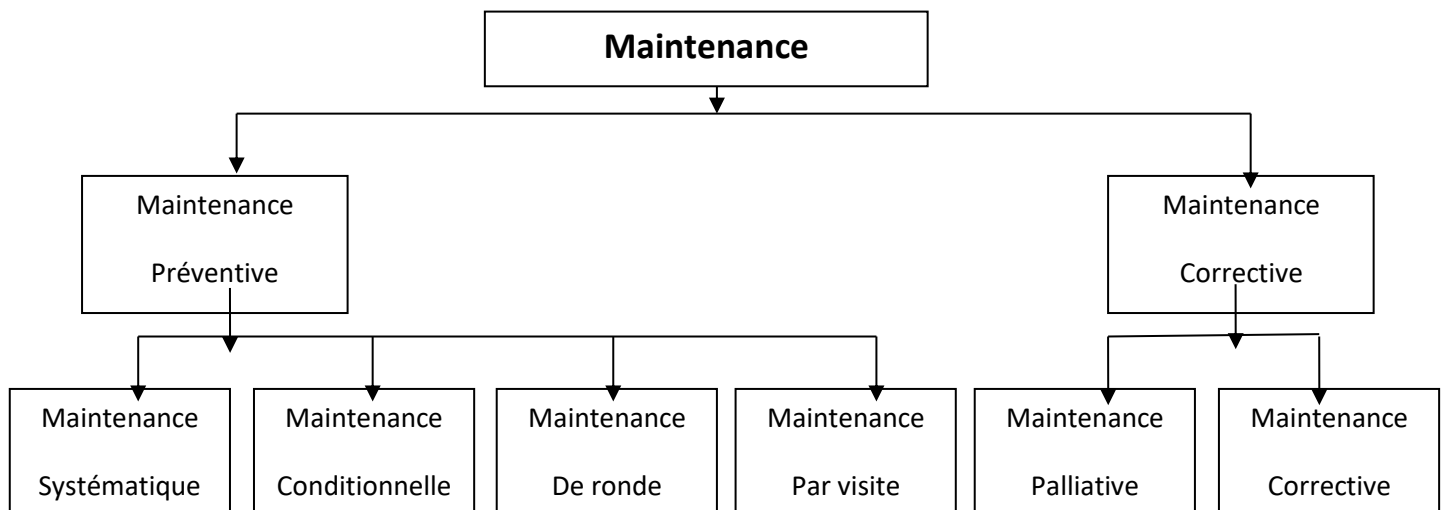 Maintenance
Maintenance
Préventive
Maintenance
Corrective
Maintenance
Systématique
Maintenance
Conditionnelle
Maintenance
De ronde
Maintenance
Par visite
Maintenance
Palliative
Maintenance
Corrective